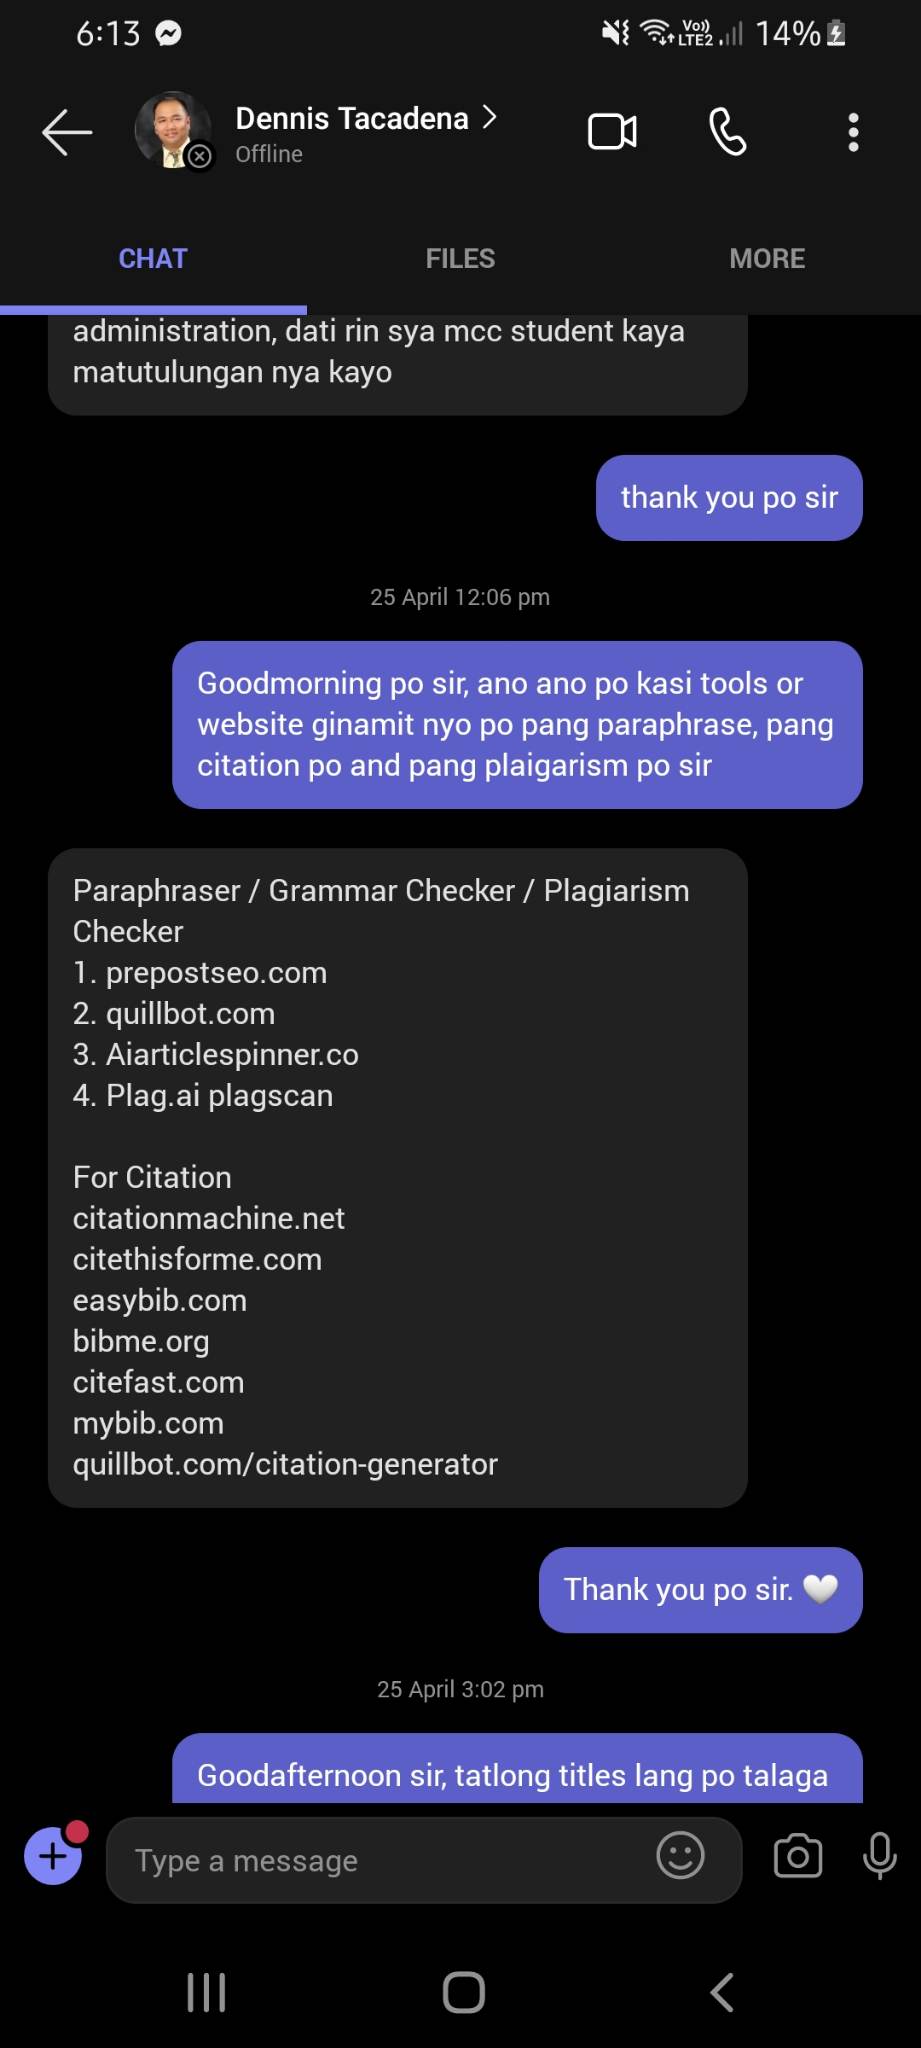 6:13
Vo)) LTE2 14%
Dennis Tacadena
Offline
CHAT FILES MORE
administration, dati rin sya mcc student kaya
matutulungan nya kayo
thank you po sir
25 April 12:06 pm
Goodmorning po sir, ano ano po kasi tools or
website ginamit nyo po pang paraphrase, pang
citation po and pang plaigarism po sir
Paraphraser / Grammar Checker / Plagiarism
Checker
1. prepostseo.com
2. quillbot.com
3. Aiarticlespinner.co
4. Plag.ai plagscan
For Citation
citationmachine.net
citethisforme.com
easybib.com
bibme.org
citefast.com
mybib.com
quillbot.com/citation-generator
Thank you po sir. 🤍
25 April 3:02 pm
Goodafternoon sir, tatlong titles lang po talaga
Type a message